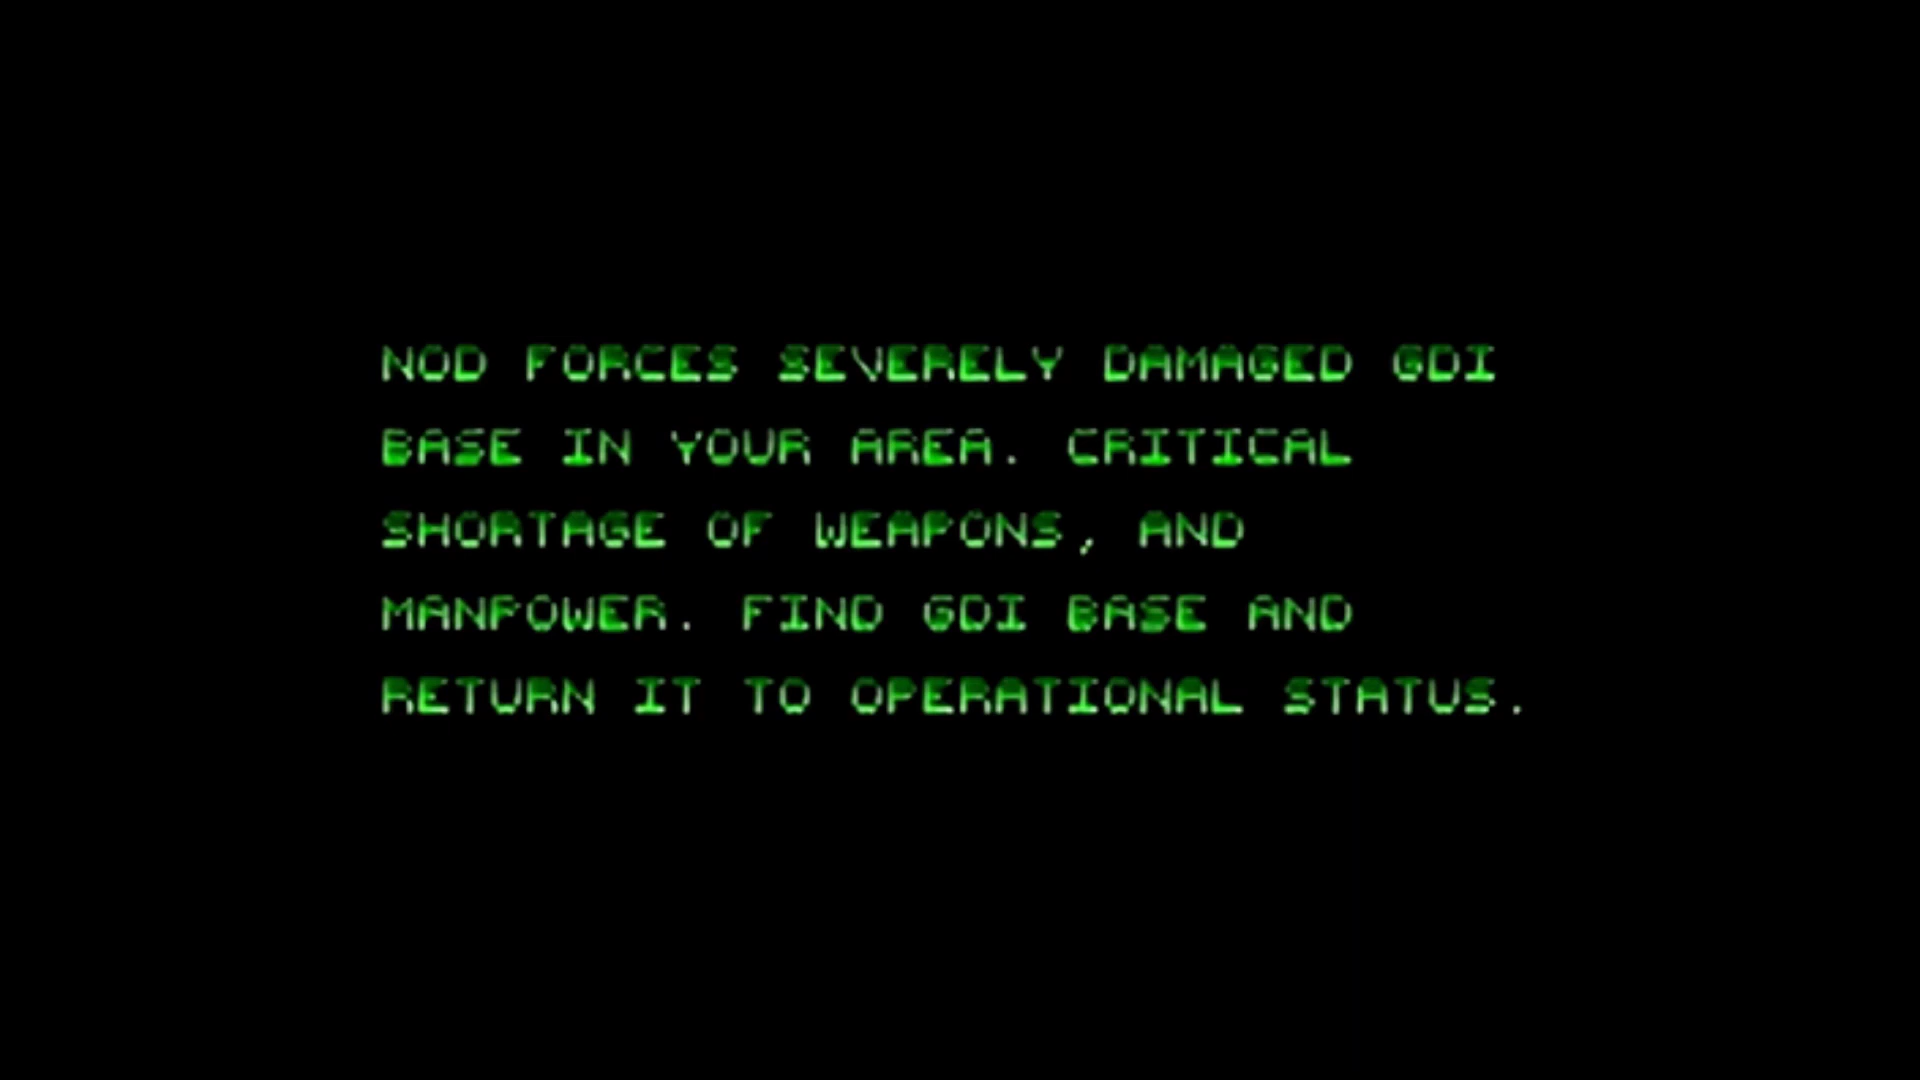 NOD FORCES SEVERELY DAMAGED GDI
BASE IN YOUR AREA. CRITICAL
SHORTAGE OF WEAPONS, AND
MANPOWER. FIND GDI BASE AND
RETURN IT TO OPERATIONAL STATUS.